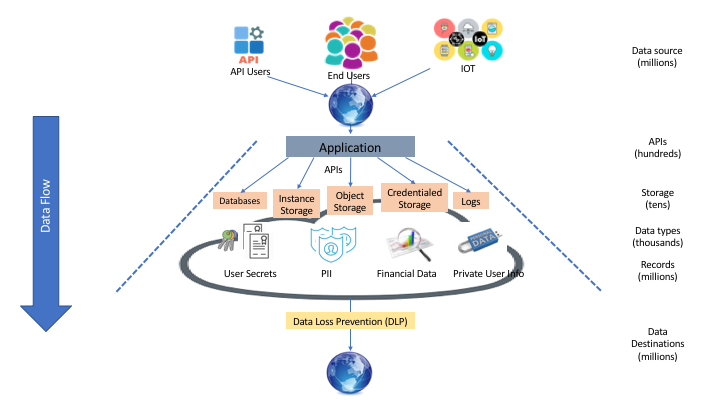 API
API Users
End Users
IoT
IOT
Data source
(millions)
Application
APIs
APIs
(hundreds)
Data Flow
Databases
Instance
Storage
Object
Storage
Credentialed
Storage
Logs
Storage
(tens)
Data types
(thousands)
DATA
User Secrets
PII
Financial Data
Private User Info
Records
(millions)
Data Loss Prevention (DLP)
Data
Destinations
(millions)